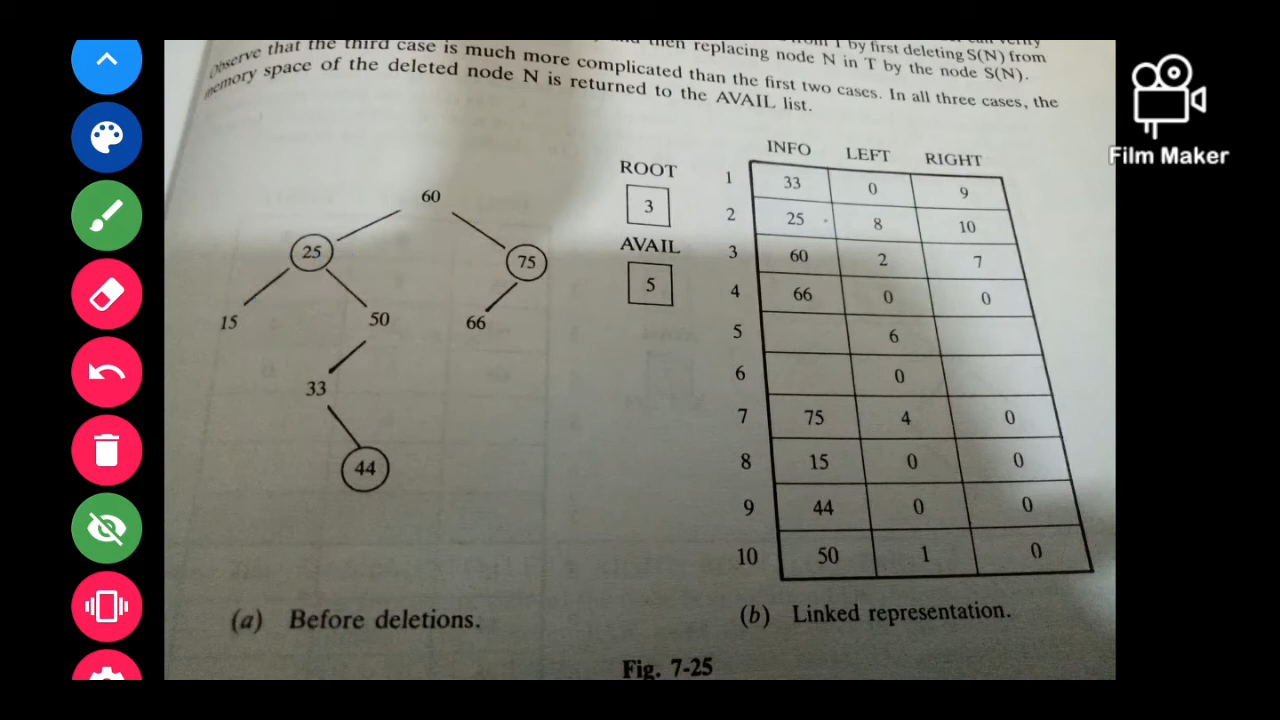 from T by first deleting S(N) from
then replacing node N in T by the node S(N).
Observe that the third case is much more complicated than the first two cases. In all three cases, the
memory space of the deleted node N is returned to the AVAIL list.
Film Maker
60
25 75
15 50 66
33
44
ROOT
3
AVAIL
5
INFO LEFT RIGHT
1 33 0 9
2 25 8 10
3 60 2 7
4 66 0 0
5 6
6 0
7 75 4 0
8 15 0 0
9 44 0 0
10 50 1 0
(a) Before deletions.
(b) Linked representation.
Fig. 7-25